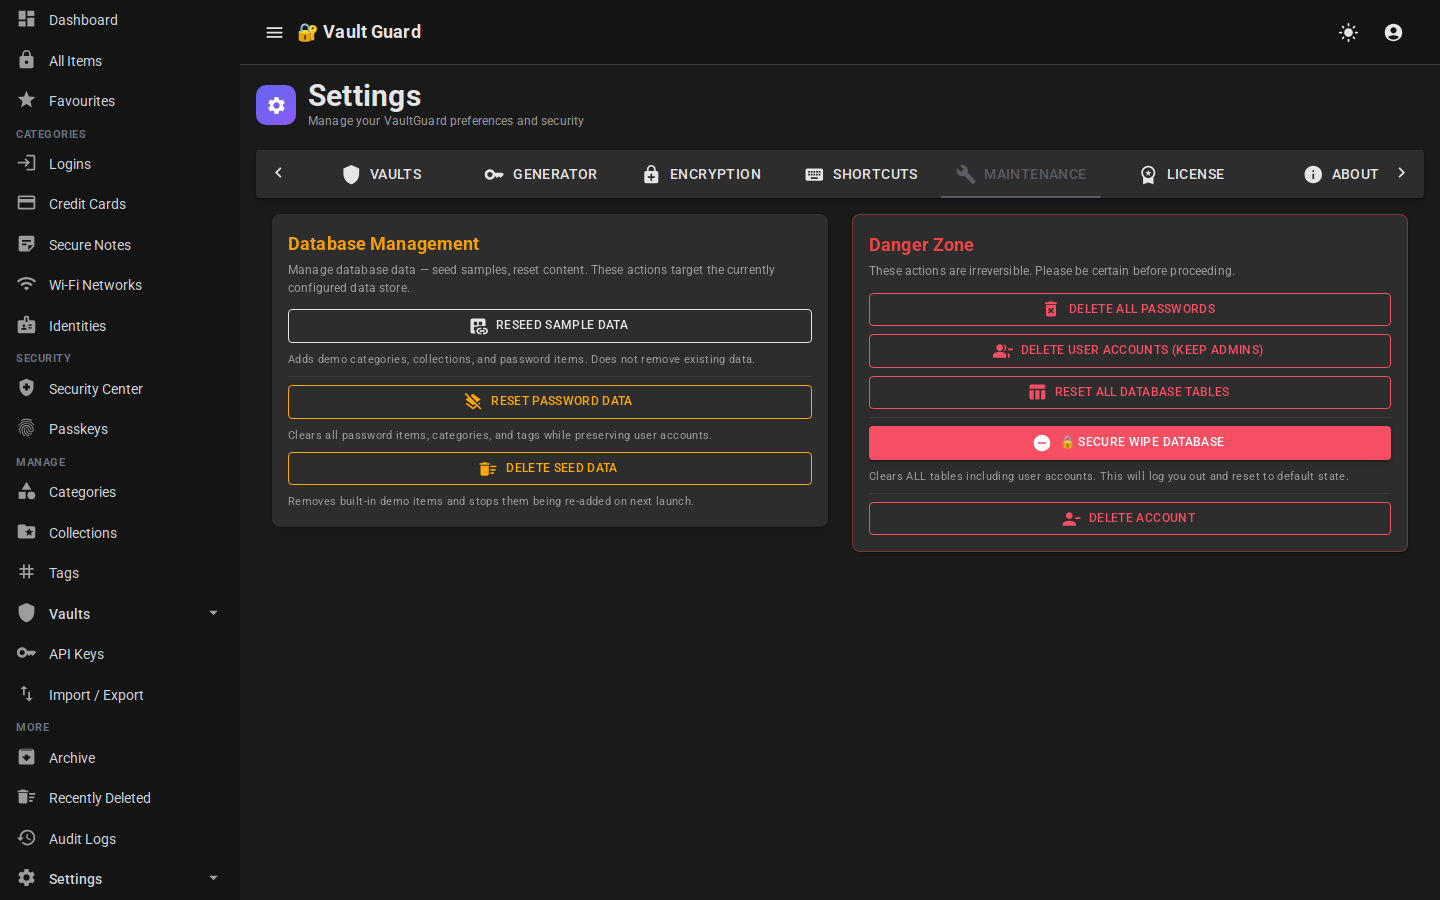 Dashboard
All Items
Favourites
CATEGORIES
Logins
Credit Cards
Secure Notes
Wi-Fi Networks
Identities
SECURITY
Security Center
Passkeys
MANAGE
Categories
Collections
Tags
Vaults
API Keys
Import / Export
MORE
Archive
Recently Deleted
Audit Logs
Settings
🔐 Vault Guard
Settings
Manage your VaultGuard preferences and security
VAULTS
GENERATOR
ENCRYPTION
SHORTCUTS
MAINTENANCE
LICENSE
ABOUT
Database Management
Manage database data — seed samples, reset content. These actions target the currently
configured data store.
RESEED SAMPLE DATA
Adds demo categories, collections, and password items. Does not remove existing data.
RESET PASSWORD DATA
Clears all password items, categories, and tags while preserving user accounts.
DELETE SEED DATA
Removes built-in demo items and stops them being re-added on next launch.
Danger Zone
These actions are irreversible. Please be certain before proceeding.
DELETE ALL PASSWORDS
DELETE USER ACCOUNTS (KEEP ADMINS)
RESET ALL DATABASE TABLES
🔒 SECURE WIPE DATABASE
Clears ALL tables including user accounts. This will log you out and reset to default state.
DELETE ACCOUNT